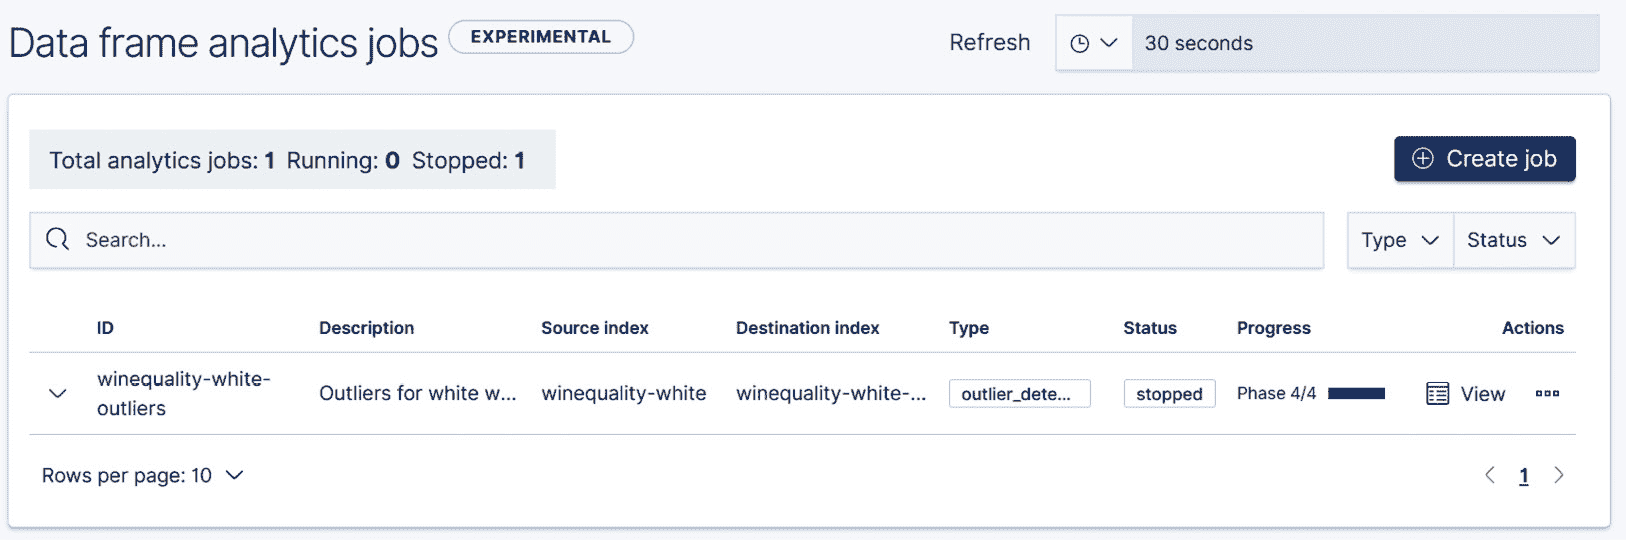 Data frame analytics jobs EXPERIMENTAL Refresh 30 seconds
Total analytics jobs: 1 Running: 0 Stopped: 1 Create job
Search... Type Status
ID Description Source index Destination index Type Status Progress Actions
winequality-white-
outliers Outliers for white w... winequality-white winequality-white-... outlier_dete... stopped Phase 4/4 View
Rows per page: 10 1